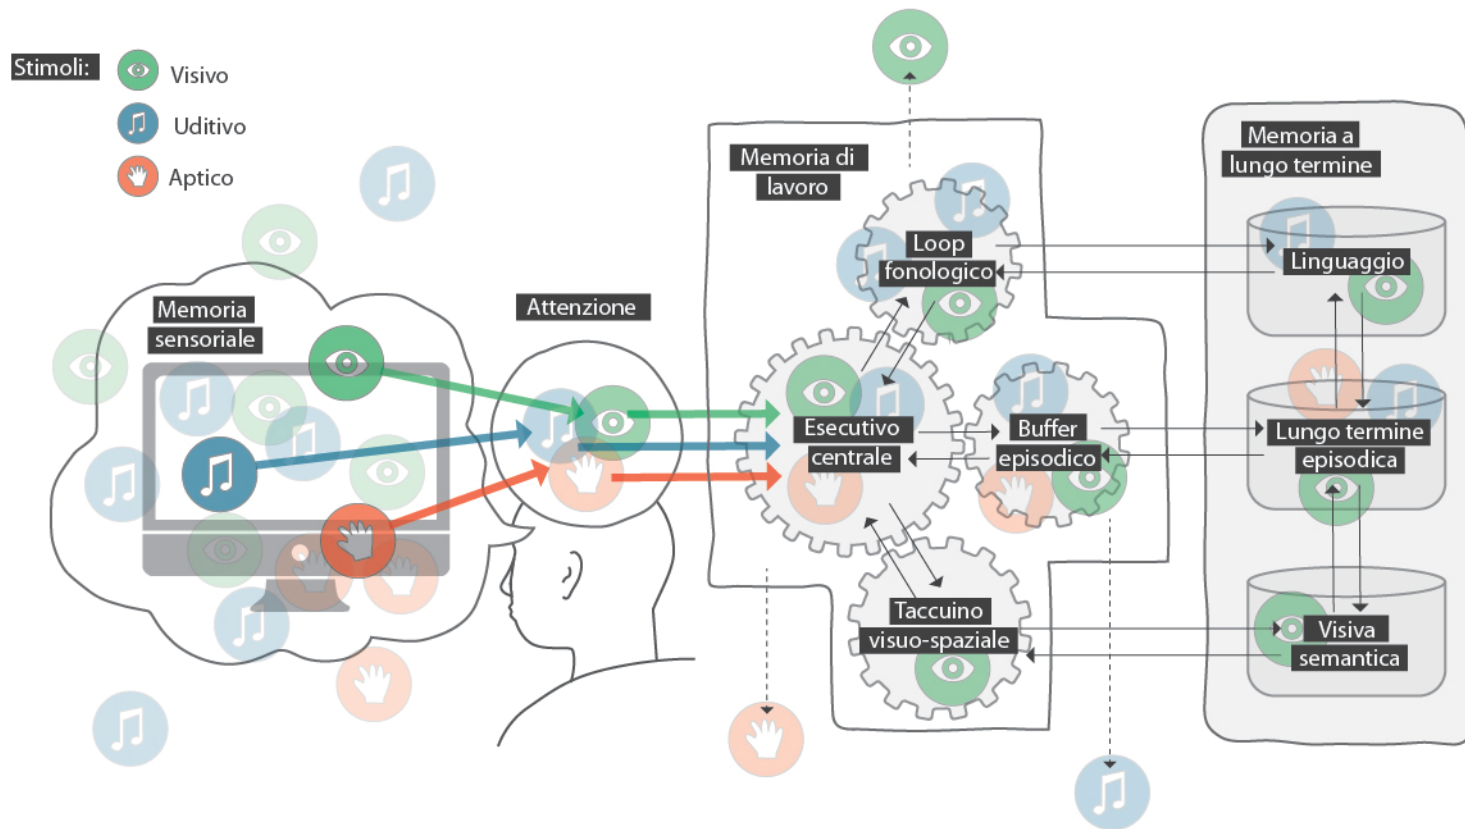 Stimoli:
Visivo
Uditivo
Aptico
Memoria
sensoriale
Attenzione
Memoria di
lavoro
Loop
fonologico
Esecutivo
centrale
Buffer
episodico
Taccuino
visuo-spaziale
Memoria a
lungo termine
Linguaggio
Lungo termine
episodica
Visiva
semantica